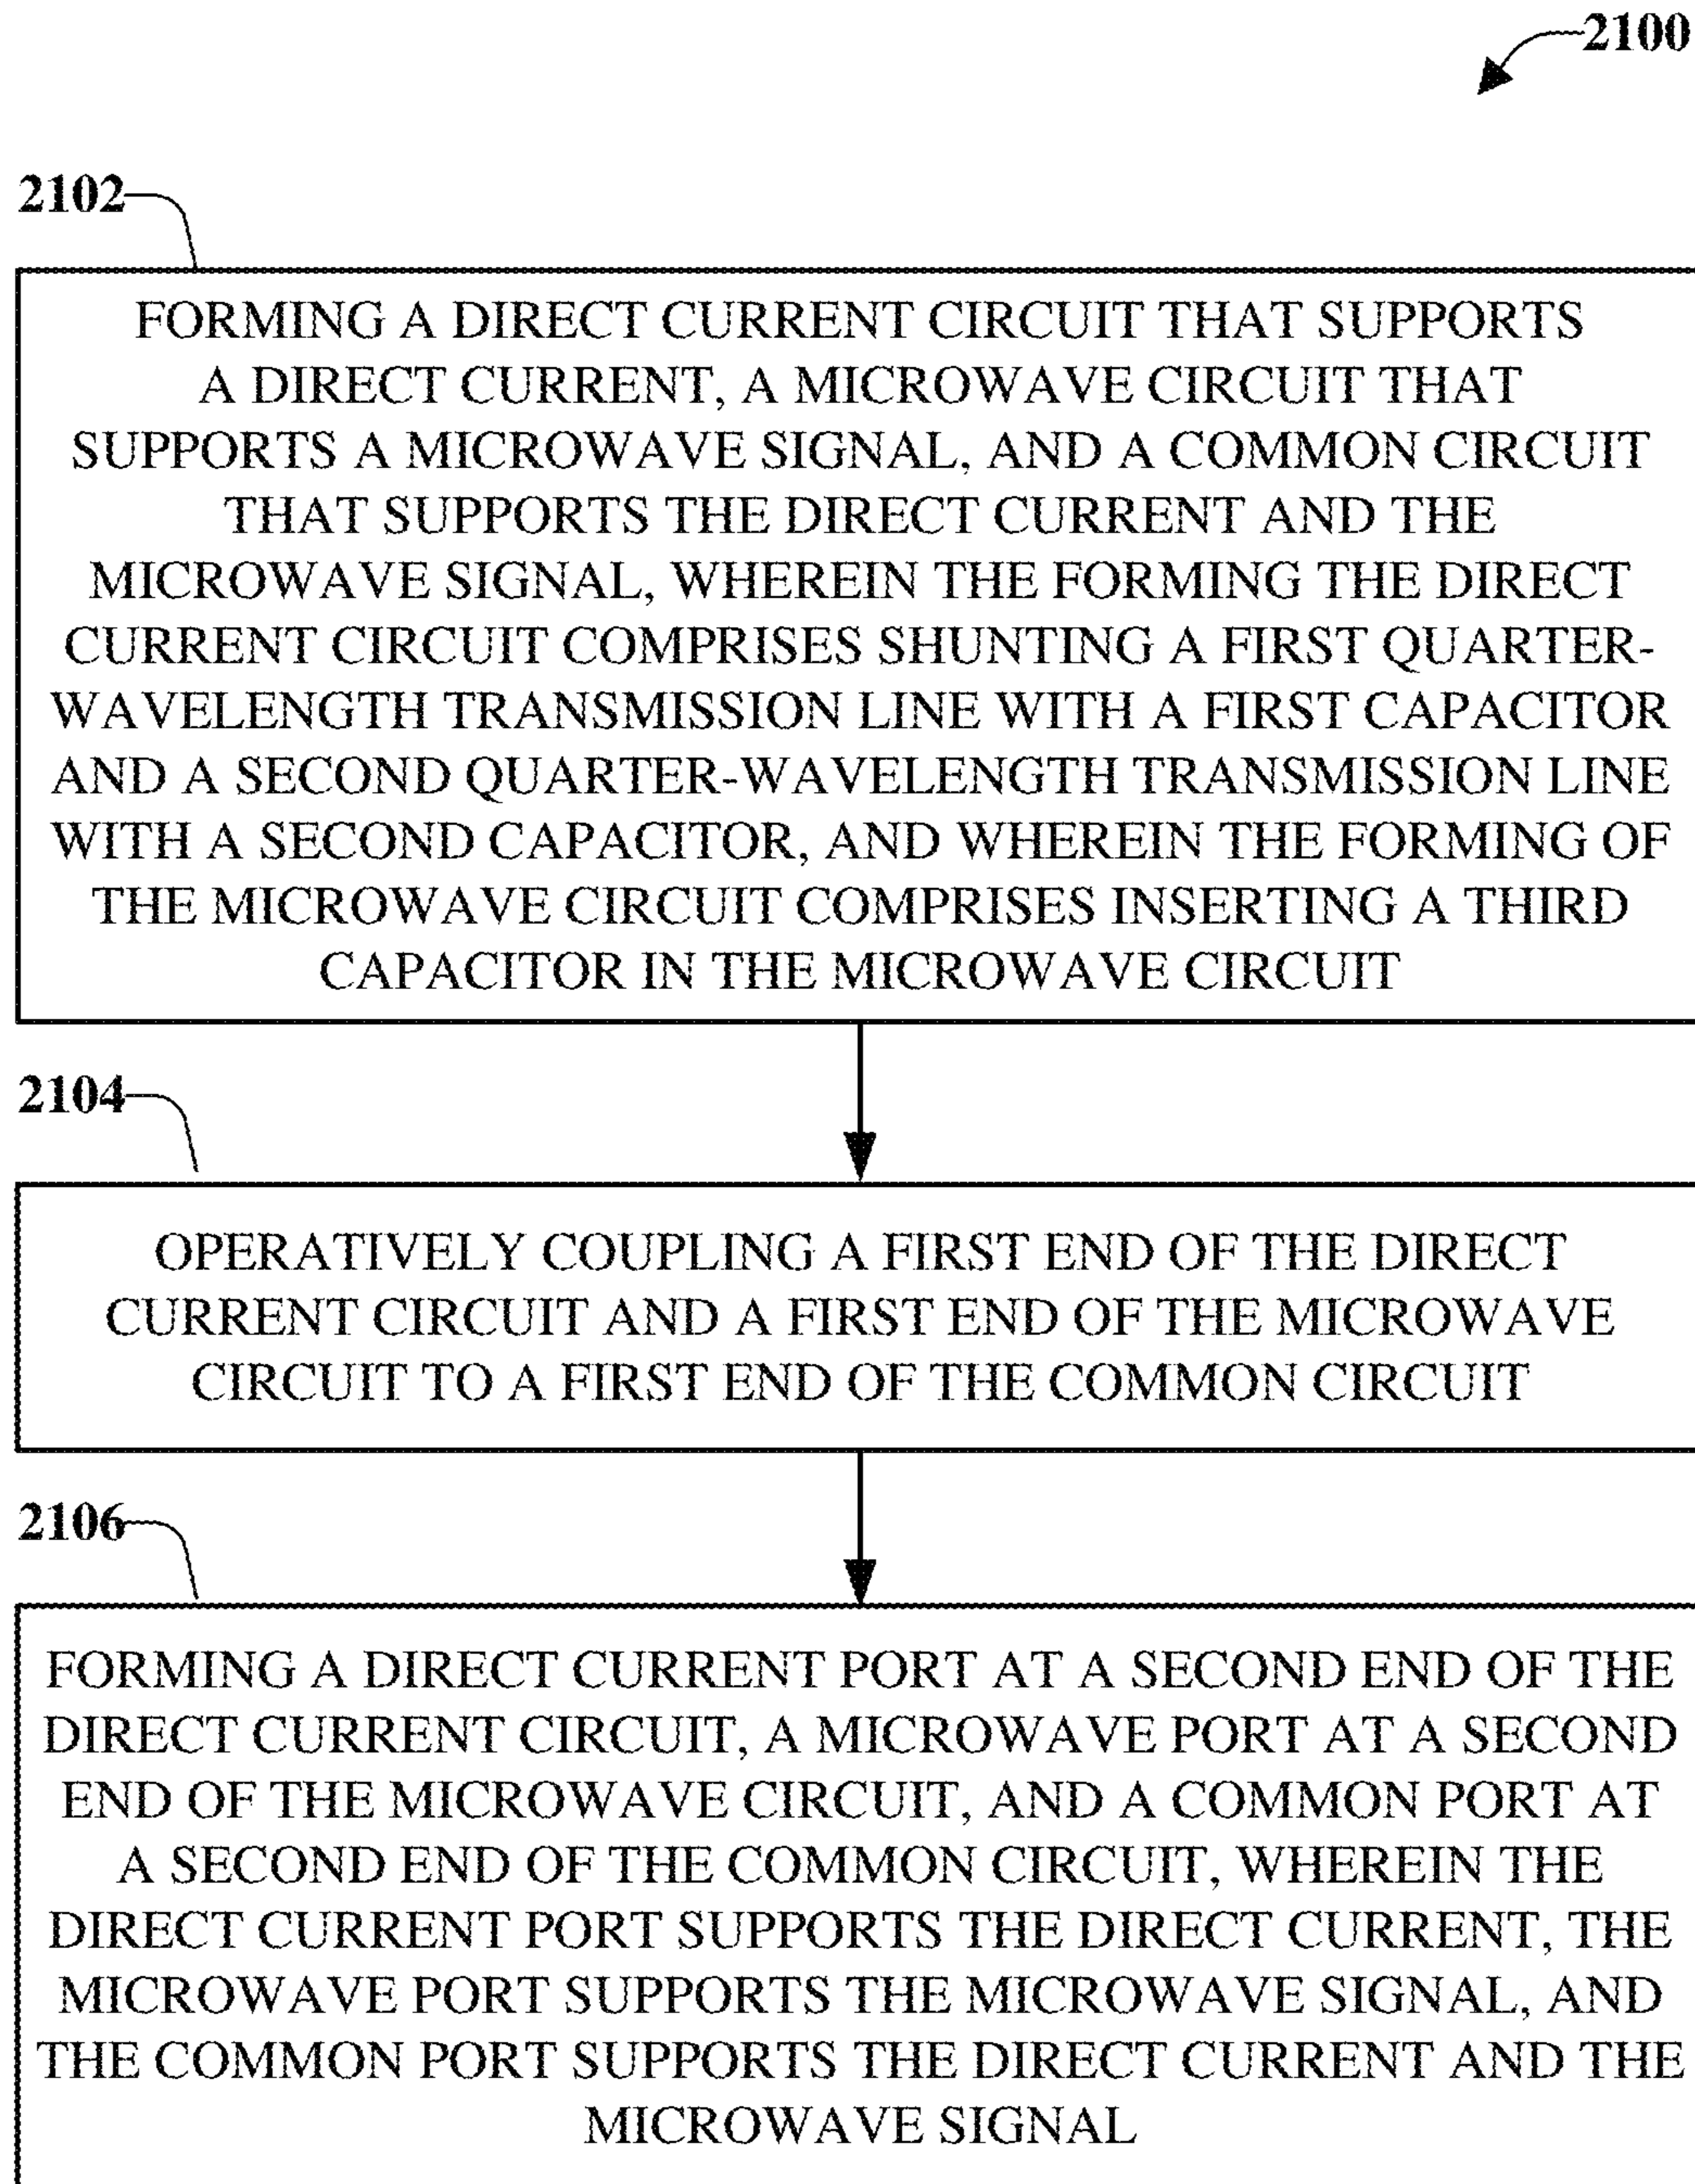 2100
2102
FORMING A DIRECT CURRENT CIRCUIT THAT SUPPORTS
A DIRECT CURRENT, A MICROWAVE CIRCUIT THAT
SUPPORTS A MICROWAVE SIGNAL, AND A COMMON CIRCUIT
THAT SUPPORTS THE DIRECT CURRENT AND THE
MICROWAVE SIGNAL, WHEREIN THE FORMING THE DIRECT
CURRENT CIRCUIT COMPRISES SHUNTING A FIRST QUARTER-
WAVELENGTH TRANSMISSION LINE WITH A FIRST CAPACITOR
AND A SECOND QUARTER-WAVELENGTH TRANSMISSION LINE
WITH A SECOND CAPACITOR, AND WHEREIN THE FORMING OF
THE MICROWAVE CIRCUIT COMPRISES INSERTING A THIRD
CAPACITOR IN THE MICROWAVE CIRCUIT
2104
OPERATIVELY COUPLING A FIRST END OF THE DIRECT
CURRENT CIRCUIT AND A FIRST END OF THE MICROWAVE
CIRCUIT TO A FIRST END OF THE COMMON CIRCUIT
2106
FORMING A DIRECT CURRENT PORT AT A SECOND END OF THE
DIRECT CURRENT CIRCUIT, A MICROWAVE PORT AT A SECOND
END OF THE MICROWAVE CIRCUIT, AND A COMMON PORT AT
A SECOND END OF THE COMMON CIRCUIT, WHEREIN THE
DIRECT CURRENT PORT SUPPORTS THE DIRECT CURRENT, THE
MICROWAVE PORT SUPPORTS THE MICROWAVE SIGNAL, AND
THE COMMON PORT SUPPORTS THE DIRECT CURRENT AND THE
MICROWAVE SIGNAL